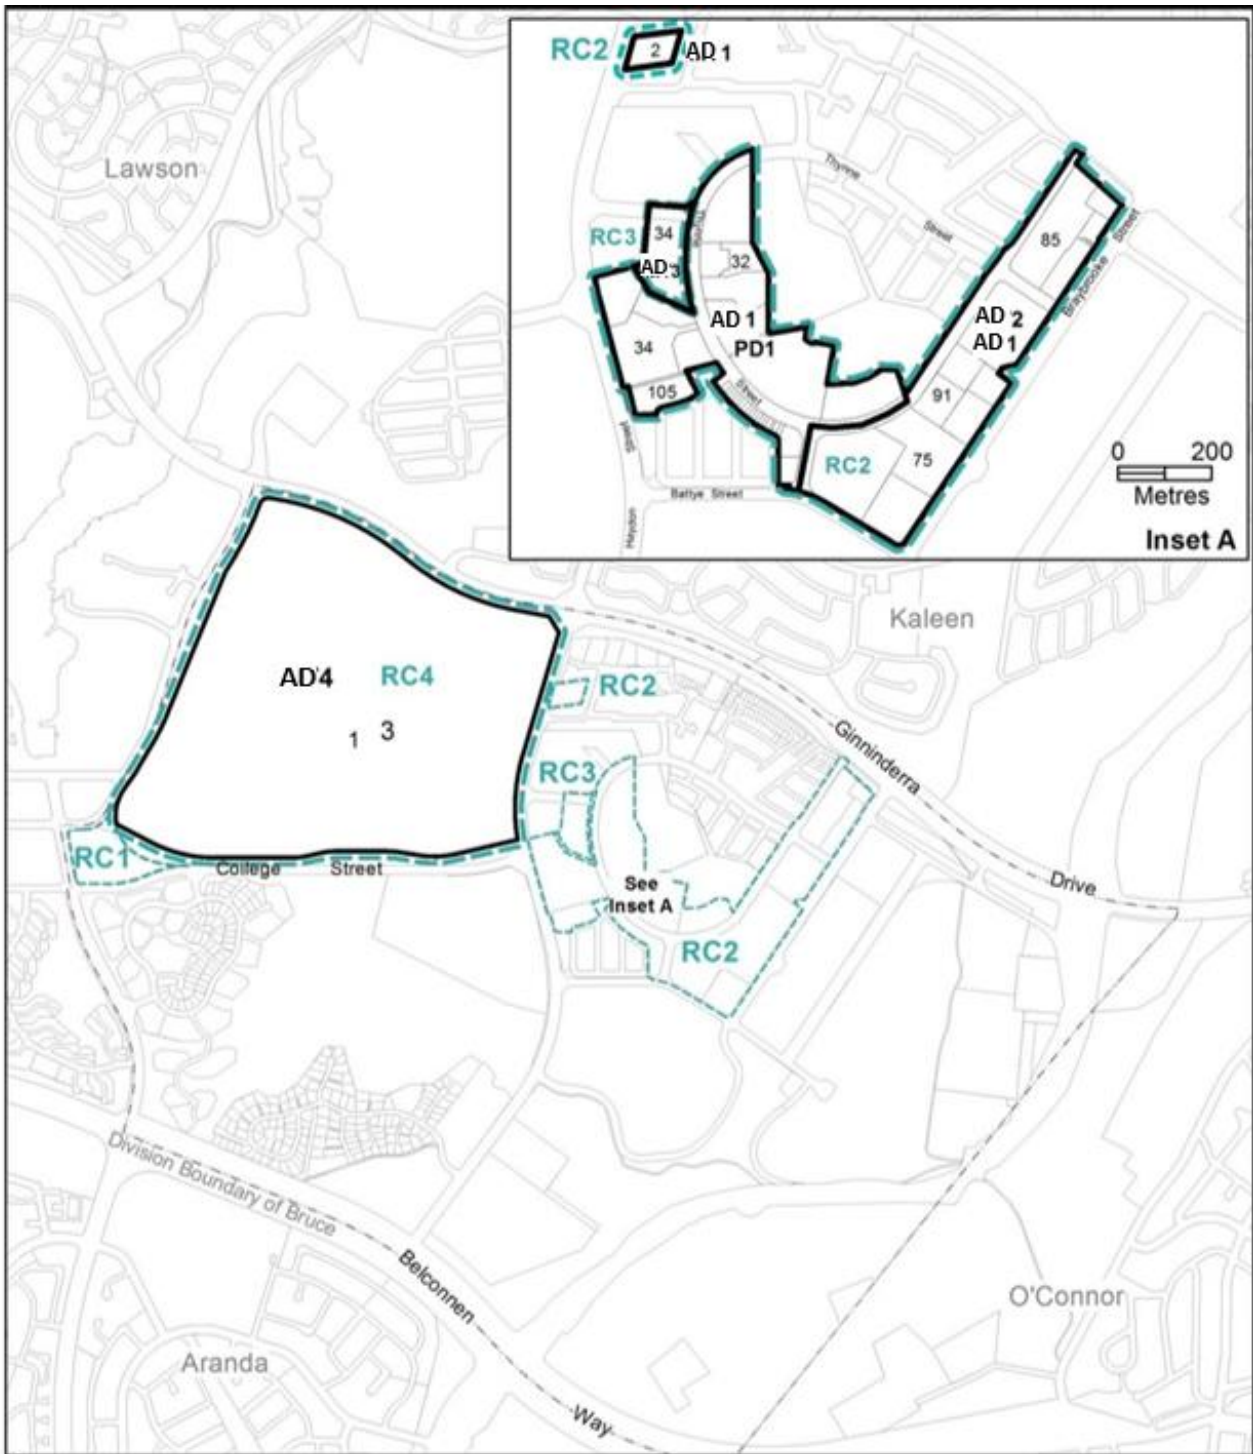 RC2
2
AD 1
Lawson
Thynne
Street
34
Thynne
RC3
AD 3
32
85
Street
Braybrooke
AD 2
AD 1
AD 1
PD1
34
105
Street
91
RC2
75
Street
Battye Street
Haydon
0 200
Metres
Inset A
Kaleen
AD 4
RC4
RC2
1
3
Ginninderra
RC3
RC1
College Street
See
Inset A
Drive
RC2
Division Boundary of Bruce
Belconnen
O'Connor
Aranda
Way